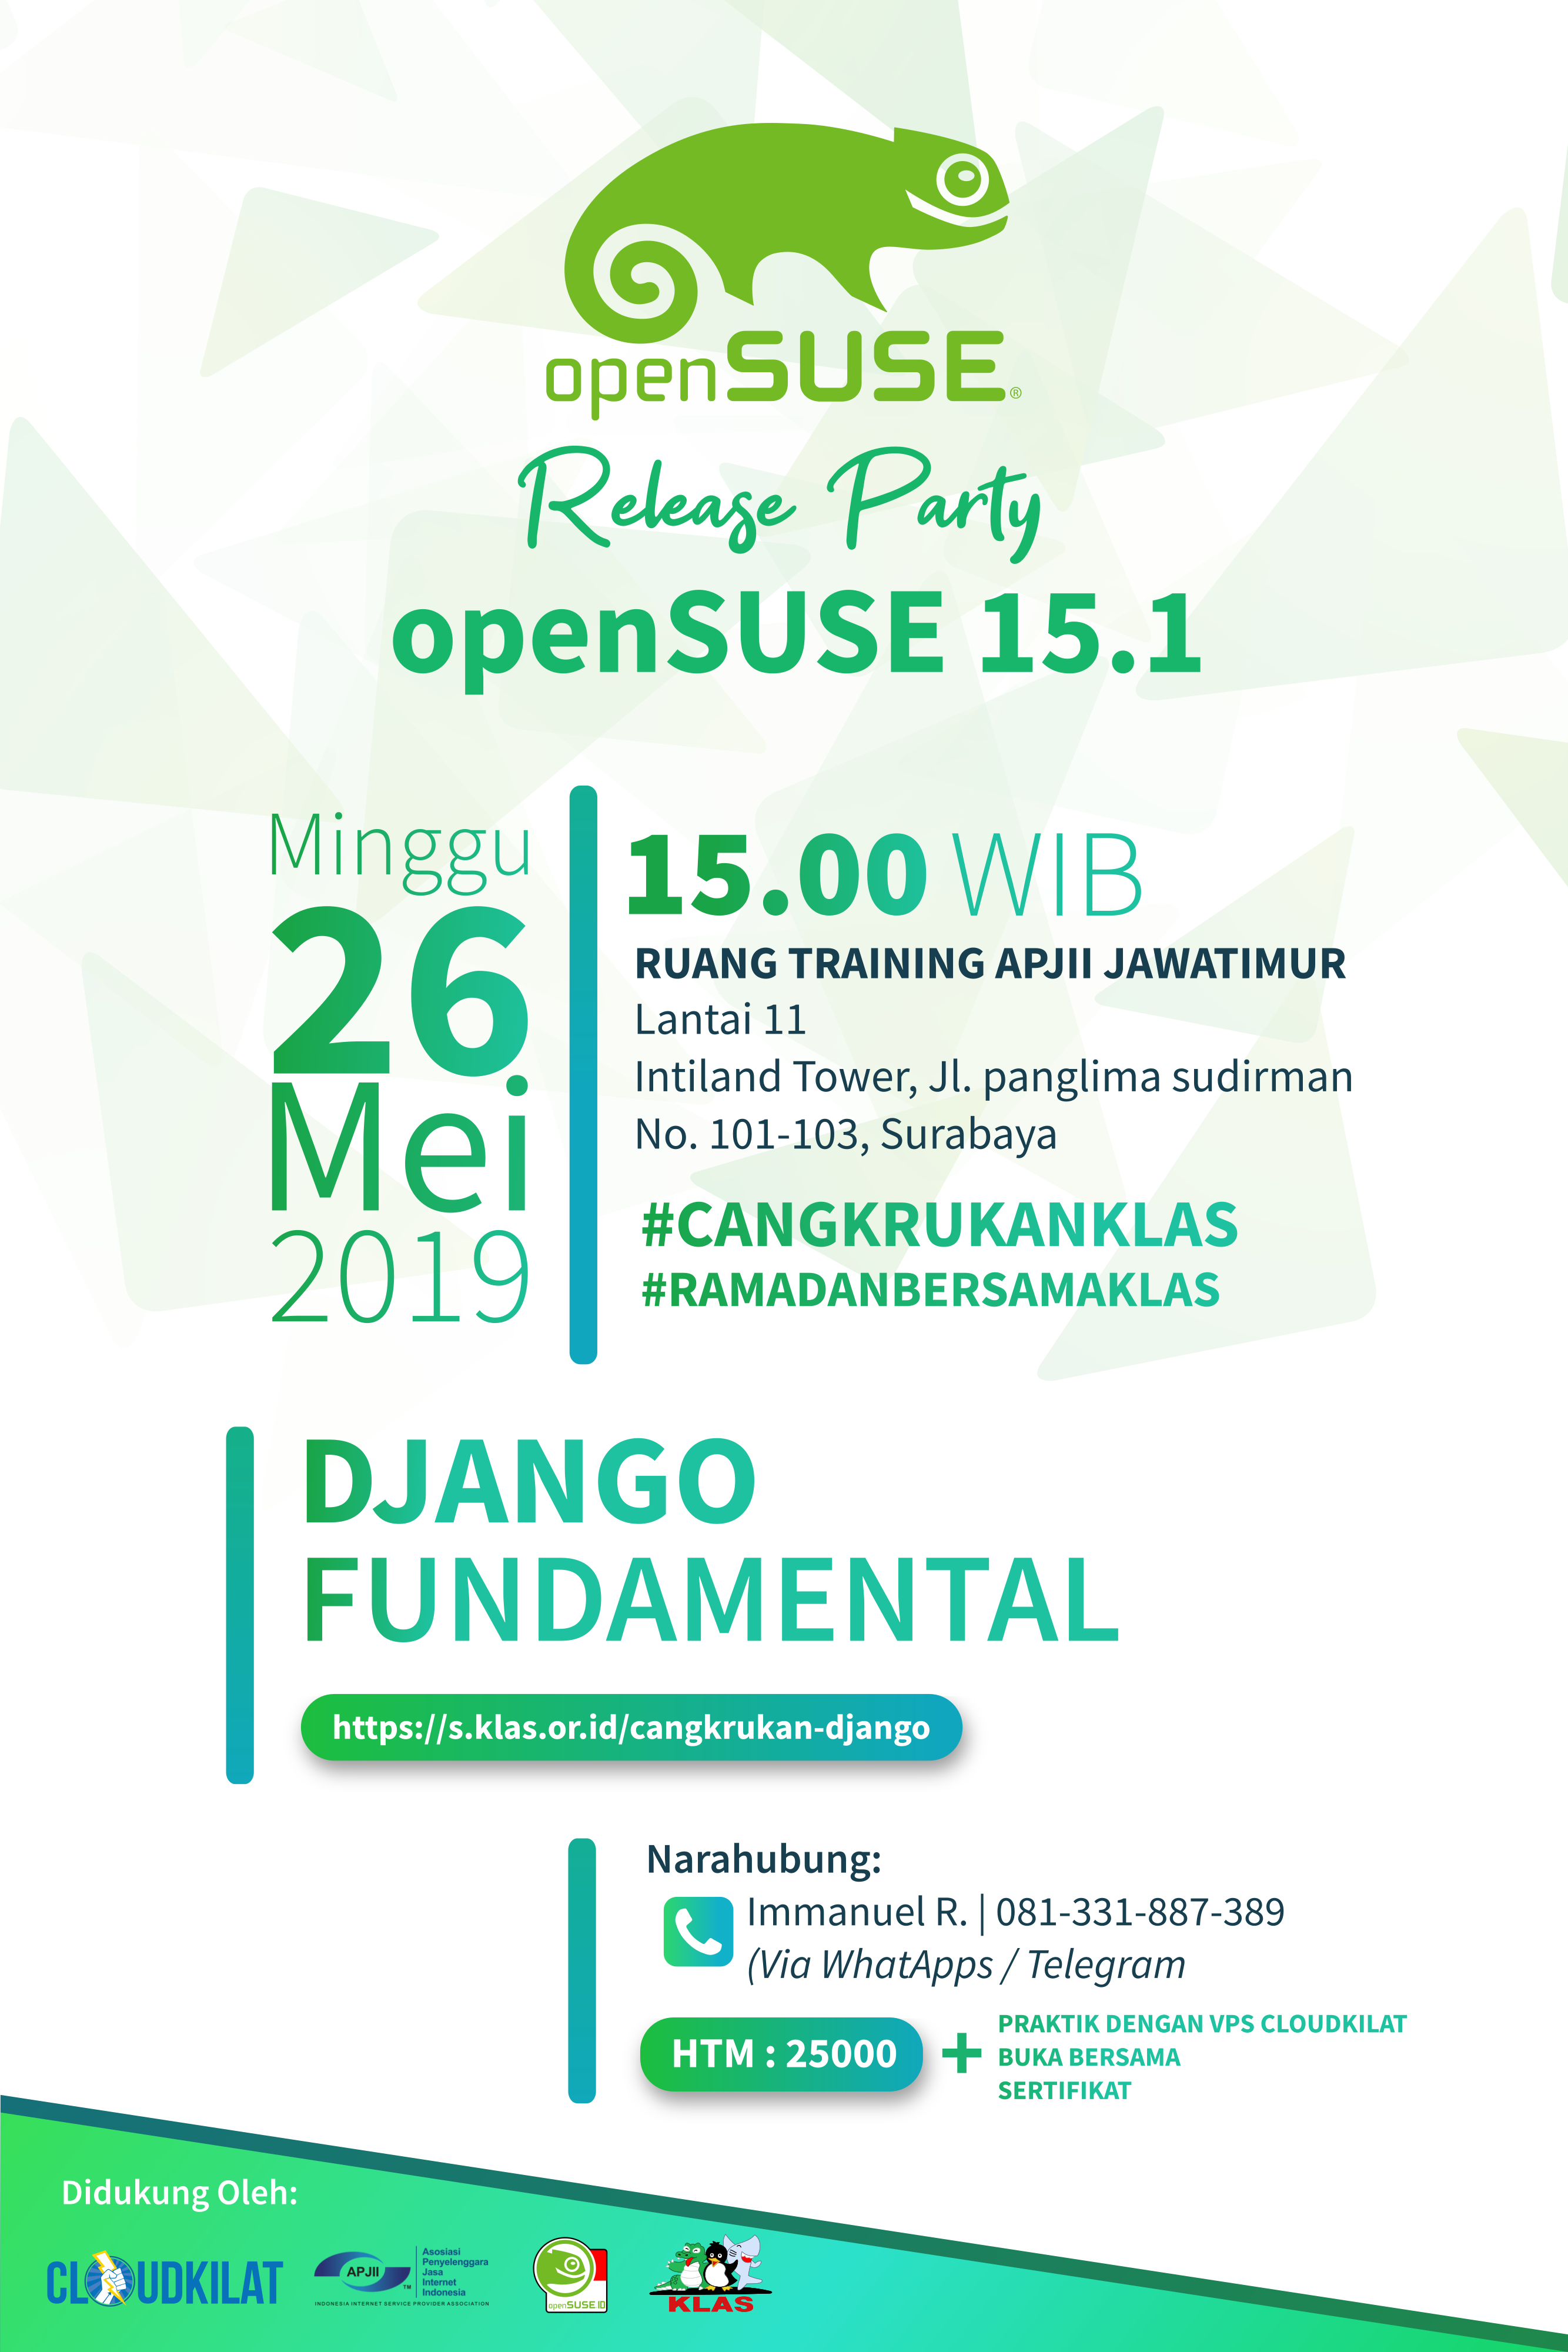 openSUSE®
Release Party
openSUSE 15.1
Minggu
26
Mei
2019
15.00 WIB
RUANG TRAINING APJII JAWATIMUR
Lantai 11
Intiland Tower, Jl. panglima sudirman
No. 101-103, Surabaya
#CANGKRUKANKLAS
#RAMADANBERSAMAKLAS
DJANGO
FUNDAMENTAL
https://s.klas.or.id/cangkrukan-django
Narahubung:
Immanuel R. | 081-331-887-389
(Via WhatApps / Telegram
HTM : 25000
+
PRAKTIK DENGAN VPS CLOUDKILAT
BUKA BERSAMA
SERTIFIKAT
Didukung Oleh:
CLOUDKILAT
APJII
TM
Asosiasi
Penyelenggara
Jasa
Internet
Indonesia
INDONESIA INTERNET SERVICE PROVIDER ASSOCIATION
openSUSE ID
KLAS